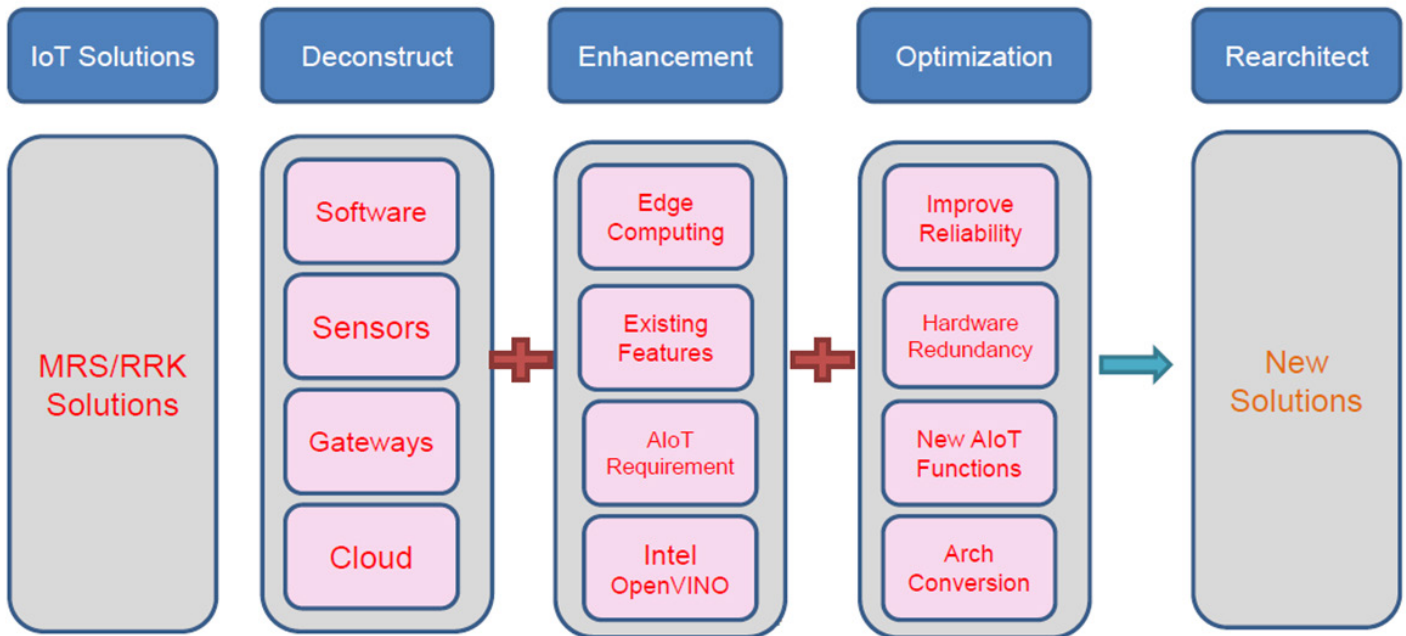 IoT Solutions
Deconstruct
Enhancement
Optimization
Rearchitect
MRS/RRK
Solutions
Software
Sensors
Gateways
Cloud
Edge
Computing
Existing
Features
AIoT
Requirement
Intel
OpenVINO
Improve
Reliability
Hardware
Redundancy
New AIoT
Functions
Arch
Conversion
New
Solutions